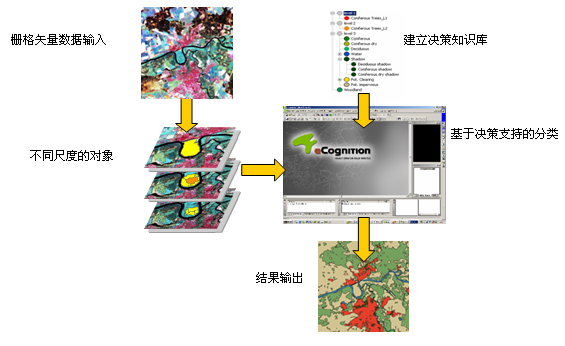 栅格矢量数据输入
level 1
Coniferous Trees_L1
level 2
Coniferous Trees_L2
level 3
Coniferous
Coniferous dry
Deciduous
Water
Shadow
Deciduous shadow
Coniferous shadow
Coniferous dry shadow
Pot. Clearing
Pot. impervious
Woodland
建立决策知识库
不同尺度的对象
eCognition
基于决策支持的分类
结果输出